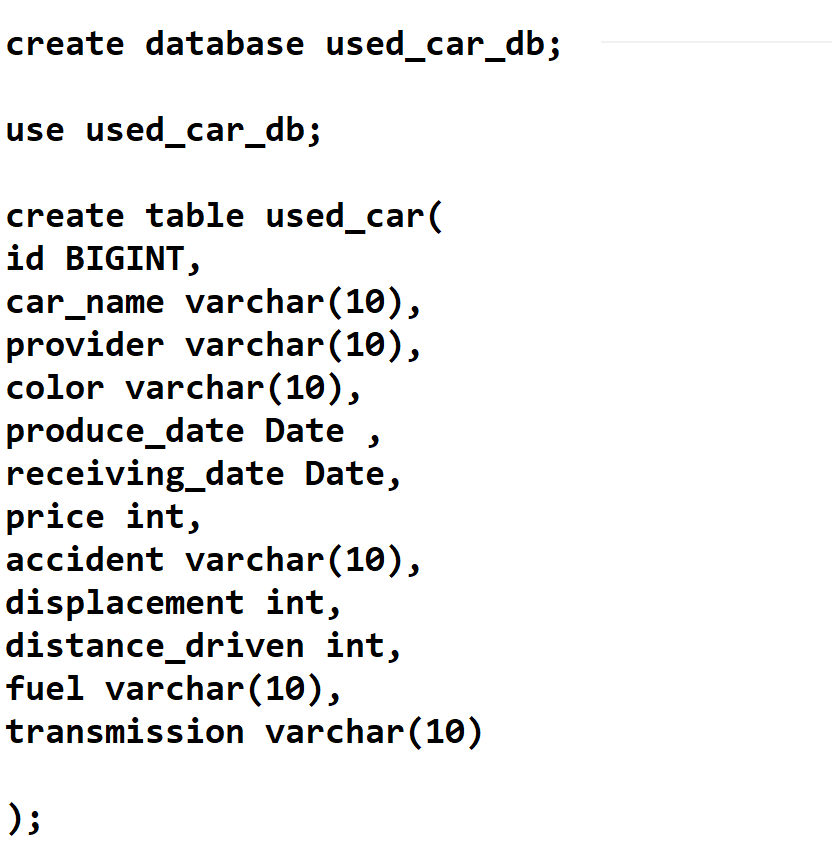 create database used_car_db;
use used_car_db;
create table used_car(
id BIGINT,
car_name varchar(10),
provider varchar(10),
color varchar(10),
produce_date Date ,
receiving_date Date,
price int,
accident varchar(10),
displacement int,
distance_driven int,
fuel varchar(10),
transmission varchar(10)
);